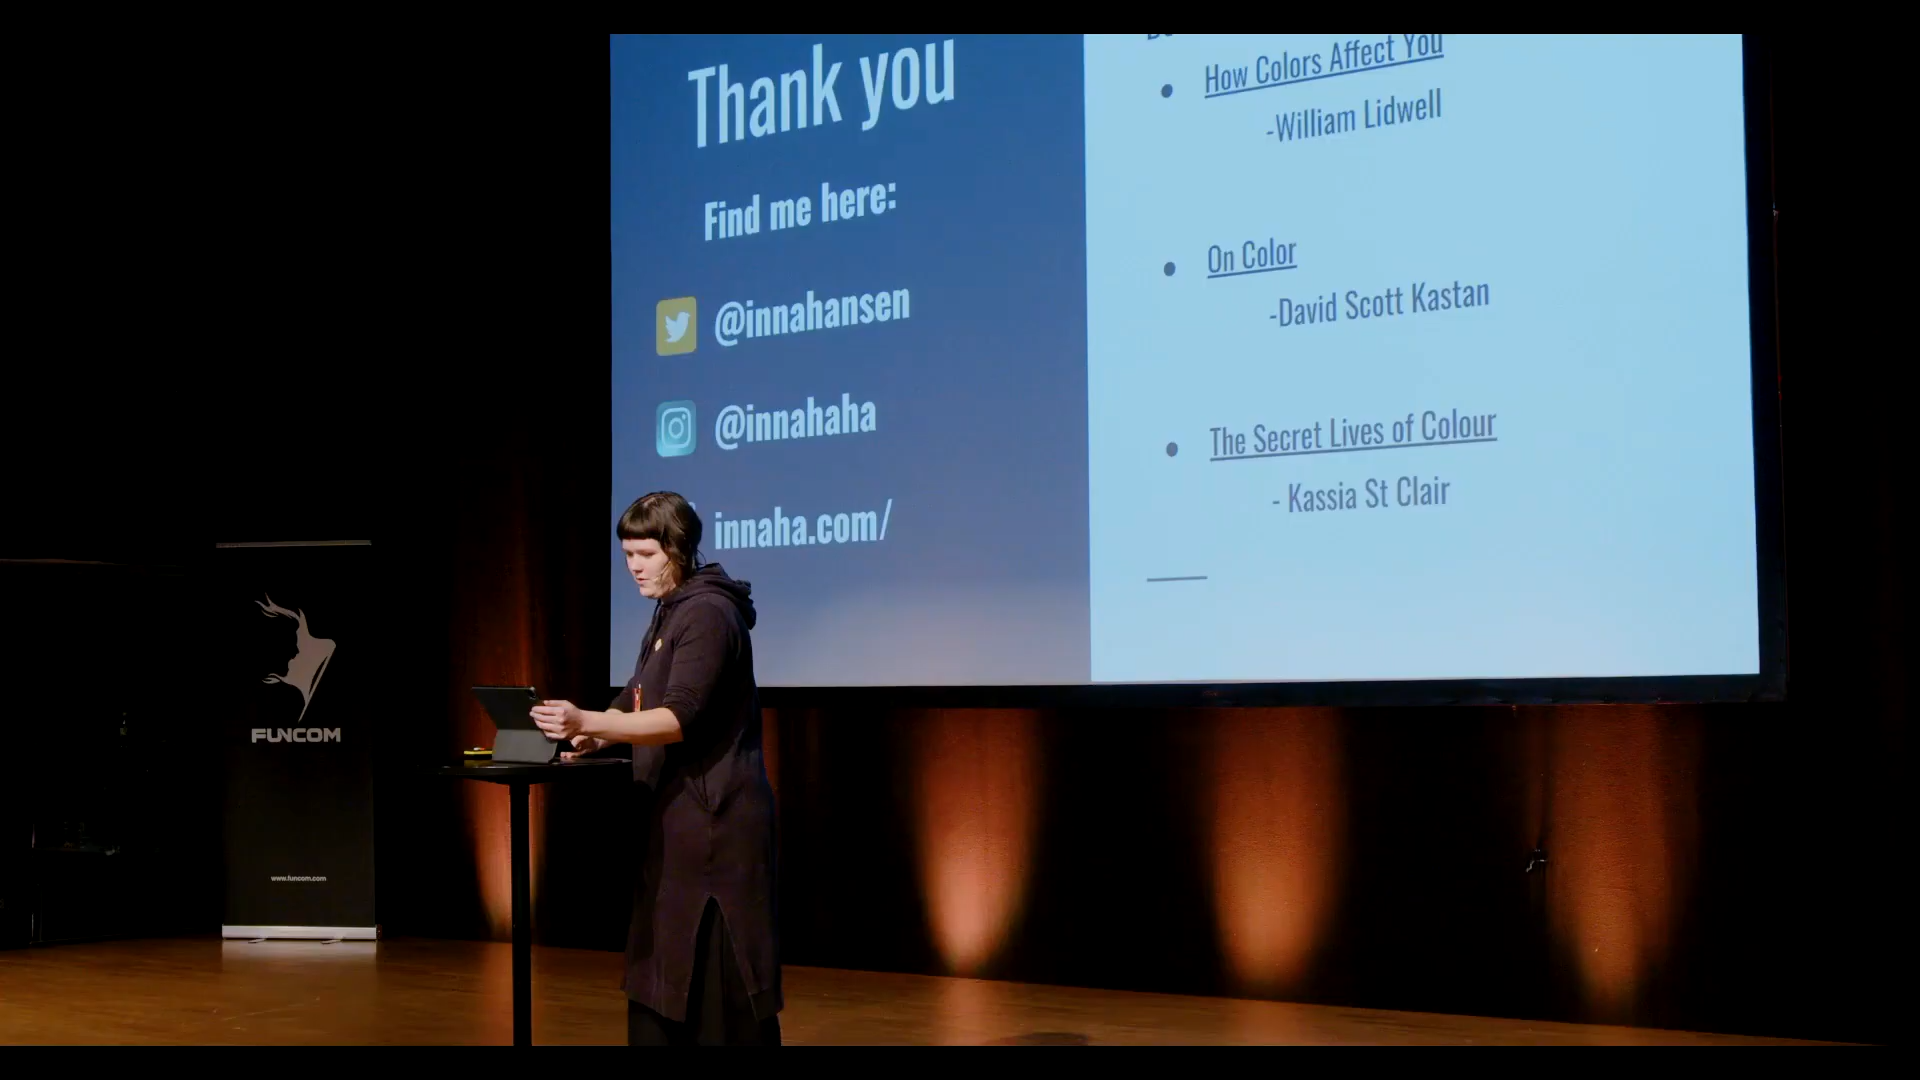 Thank you
Find me here:
@innahansen
@innahaha
innaha.com/
How Colors Affect You
-William Lidwell
On Color
-David Scott Kastan
The Secret Lives of Colour
- Kassia St Clair
FUNCOM
www.funcom.com